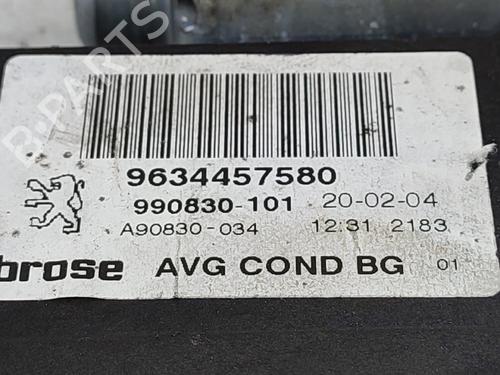 B-PARTS
9634457580
990830-101 20-02-04
A90830-034 12:31 2183
brose AVG COND BG 01